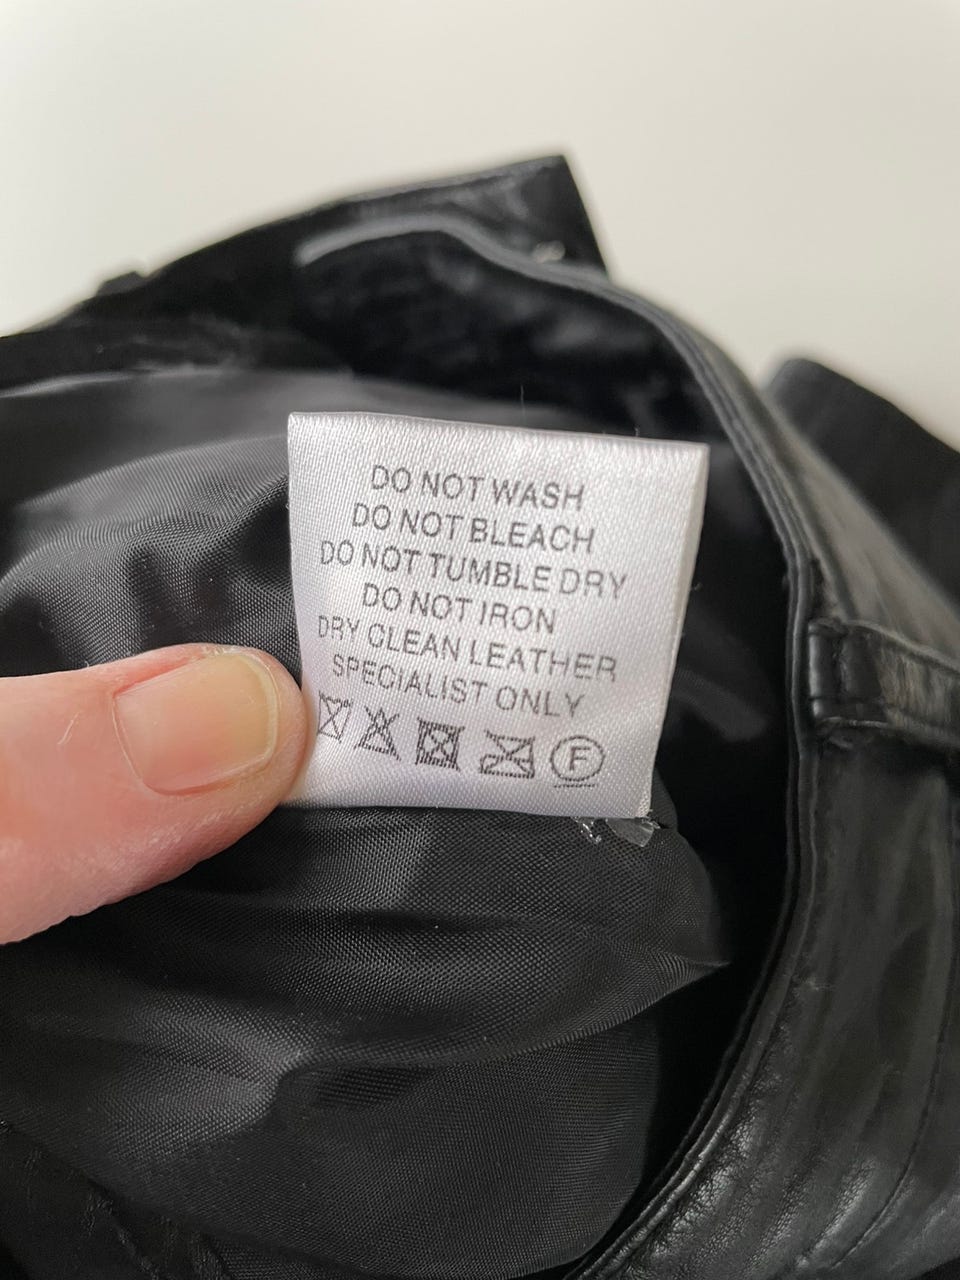 DO NOT WASH
DO NOT BLEACH
DO NOT TUMBLE DRY
DO NOT IRON
DRY CLEAN LEATHER
SPECIALIST ONLY
F